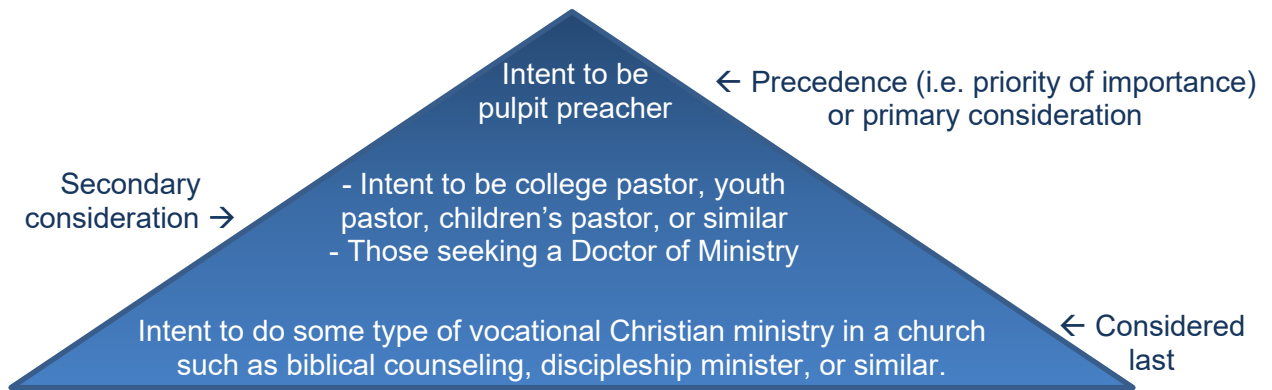 Intent to be
pulpit preacher
← Precedence (i.e. priority of importance)
or primary consideration
Secondary
consideration →
- Intent to be college pastor, youth
pastor, children’s pastor, or similar
- Those seeking a Doctor of Ministry
Intent to do some type of vocational Christian ministry in a church
such as biblical counseling, discipleship minister, or similar.
← Considered
last